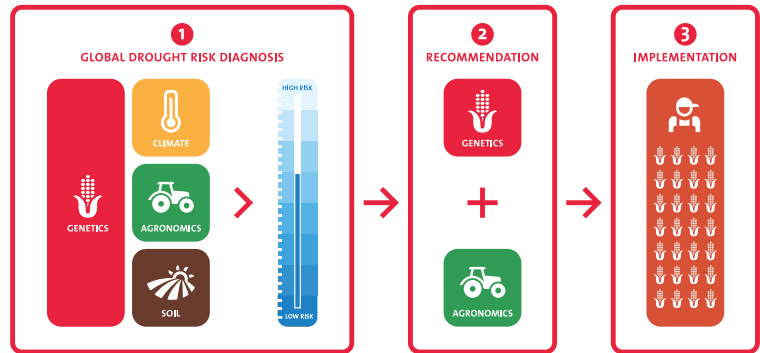 1
GLOBAL DROUGHT RISK DIAGNOSIS
GENETICS
CLIMATE
AGRONOMICS
SOIL
HIGH RISK
LOW RISK
2
RECOMMENDATION
GENETICS
+
AGRONOMICS
3
IMPLEMENTATION